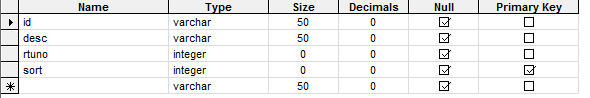 Name Type Size Decimals Null Primary Key
id varchar 50 0
desc varchar 50 0
rtuno integer 0 0
sort integer 0 0
varchar 50 0